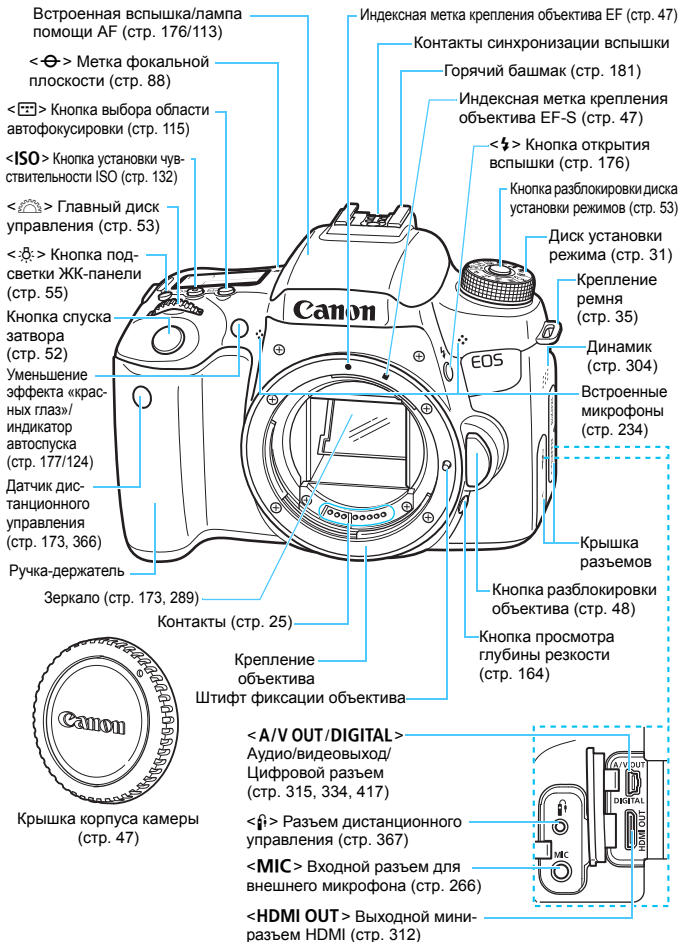 Встроенная вспышка/лампа
помощи AF (стр. 176/113)
< > Метка фокальной
плоскости (стр. 88)
< > Кнопка выбора области
автофокусировки (стр. 115)
<ISO> Кнопка установки чув-
ствительности ISO (стр. 132)
< > Главный диск
управления (стр. 53)
< > Кнопка под-
светки ЖК-панели
(стр. 55)
Кнопка спуска
затвора
(стр. 52)
Уменьшение
эффекта «крас-
ных глаз»/
индикатор
автоспуска
(стр. 177/124)
Датчик дис-
танционного
управления
(стр. 173, 366)
Ручка-держатель
Зеркало (стр. 173, 289)
Контакты (стр. 25)
Крепление
объектива
Штифт фиксации объектива
Индексная метка крепления объектива EF (стр. 47)
Контакты синхронизации вспышки
Горячий башмак (стр. 181)
Индексная метка крепления
объектива EF-S (стр. 47)
< > Кнопка открытия
вспышки (стр. 176)
Кнопка разблокировки диска
установки режимов (стр. 53)
Диск установки
режима (стр. 31)
Крепление
ремня
(стр. 35)
Динамик
(стр. 304)
Встроенные
микрофоны
(стр. 234)
Крышка
разъемов
Кнопка разблокировки
объектива (стр. 48)
Кнопка просмотра
глубины резкости
(стр. 164)
Canon
EOS
Canon
Крышка корпуса камеры
(стр. 47)
<A/V OUT/DIGITAL>
Аудио/видеовыход/
Цифровой разъем
(стр. 315, 334, 417)
< > Разъем дистанционного
управления (стр. 367)
<MIC> Входной разъем для
внешнего микрофона (стр. 266)
<HDMI OUT> Выходной мини-
разъем HDMI (стр. 312)
A/V OUT
DIGITAL
HDMI OUT
MIC